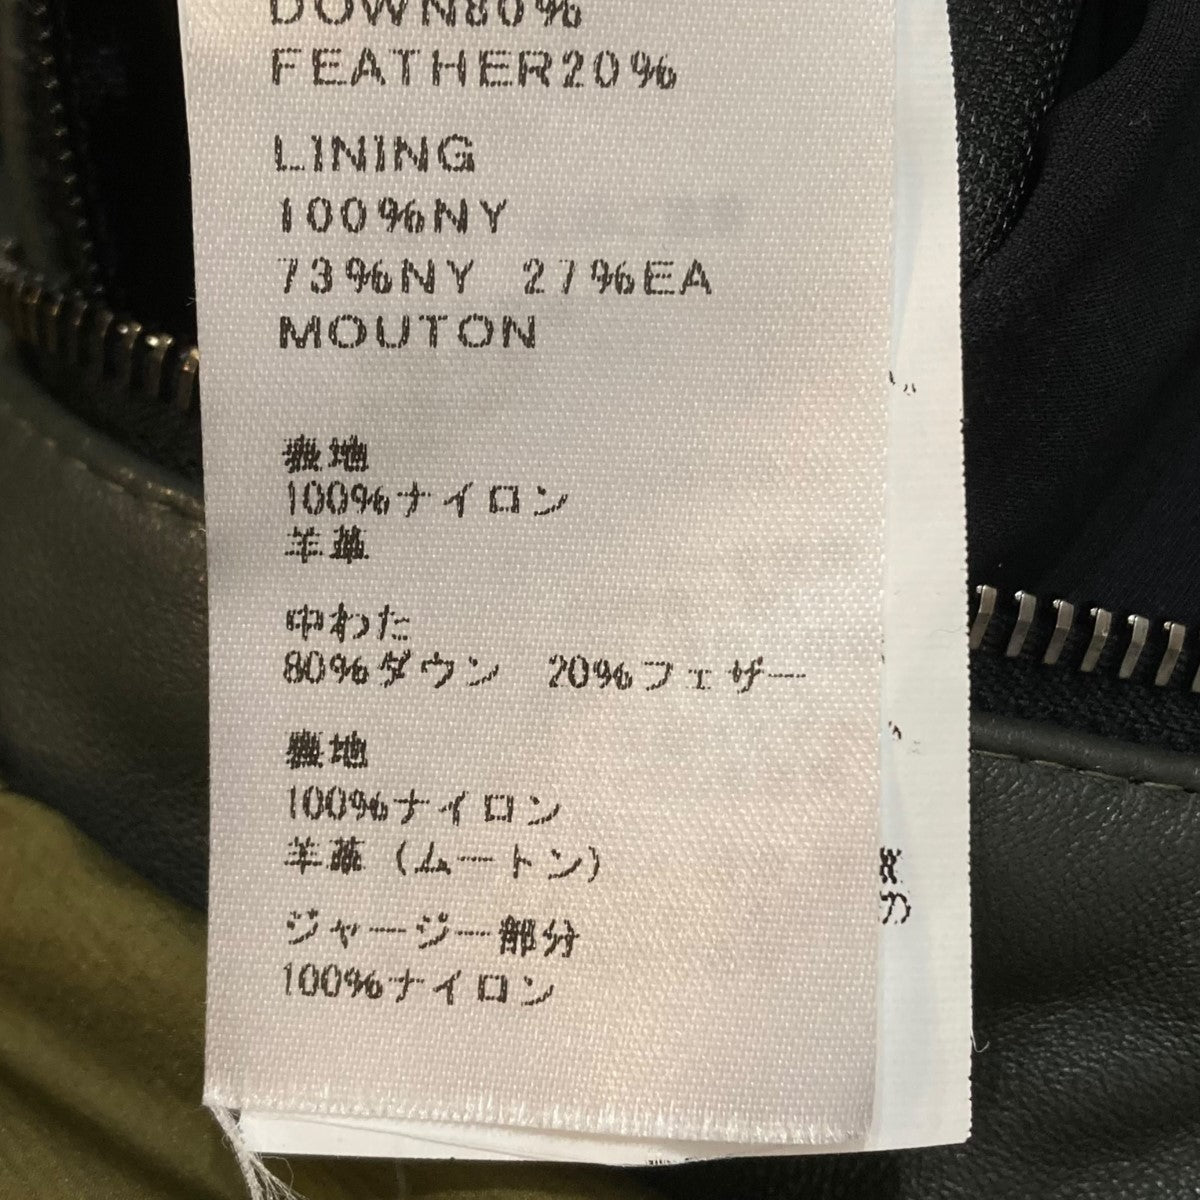 DOWN80%
FEATHER20%
LINING
100%NY
73%NY 27%EA
MOUTON
表地
100%ナイロン
羊革
中わた
80%ダウン 20%フェザー
裏地
100%ナイロン
羊革 (ムートン)
ジャージー部分
100%ナイロン
の